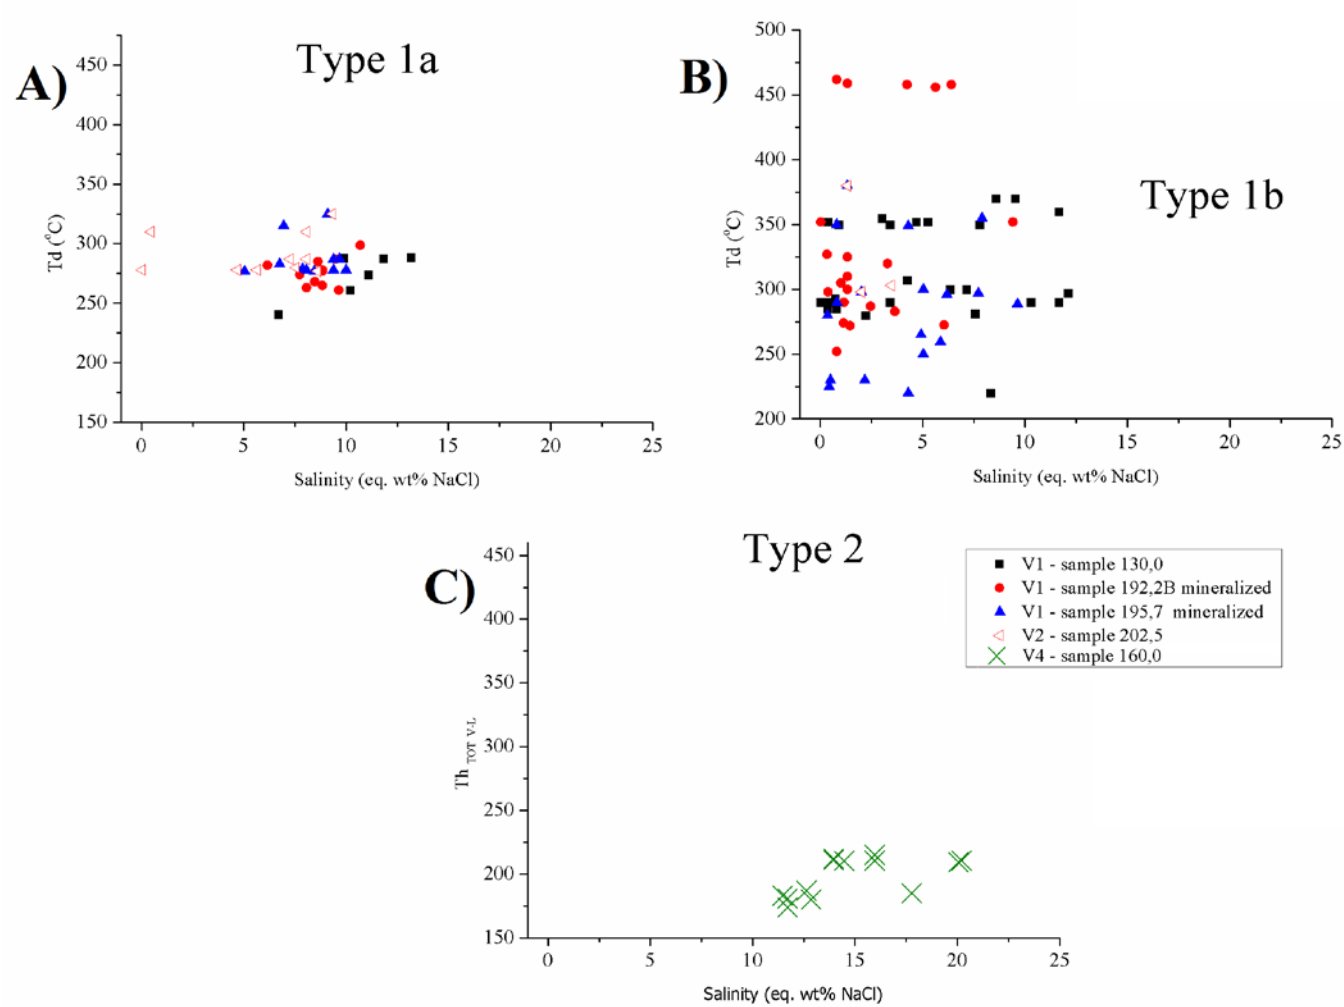 A)
Type 1a
450
400
350
300
250
200
150
Td (°C)
0 5 10 15 20 25
Salinity (eq. wt% NaCl)
B)
Type 1b
500
450
400
350
300
250
200
Td (°C)
0 5 10 15 20 25
Salinity (eq. wt% NaCl)
C)
Type 2
450
400
350
300
250
200
150
Th TOT V-L
0 5 10 15 20 25
Salinity (eq. wt% NaCl)
V1 - sample 130,0
V1 - sample 192,2B mineralized
V1 - sample 195,7 mineralized
V2 - sample 202,5
V4 - sample 160,0